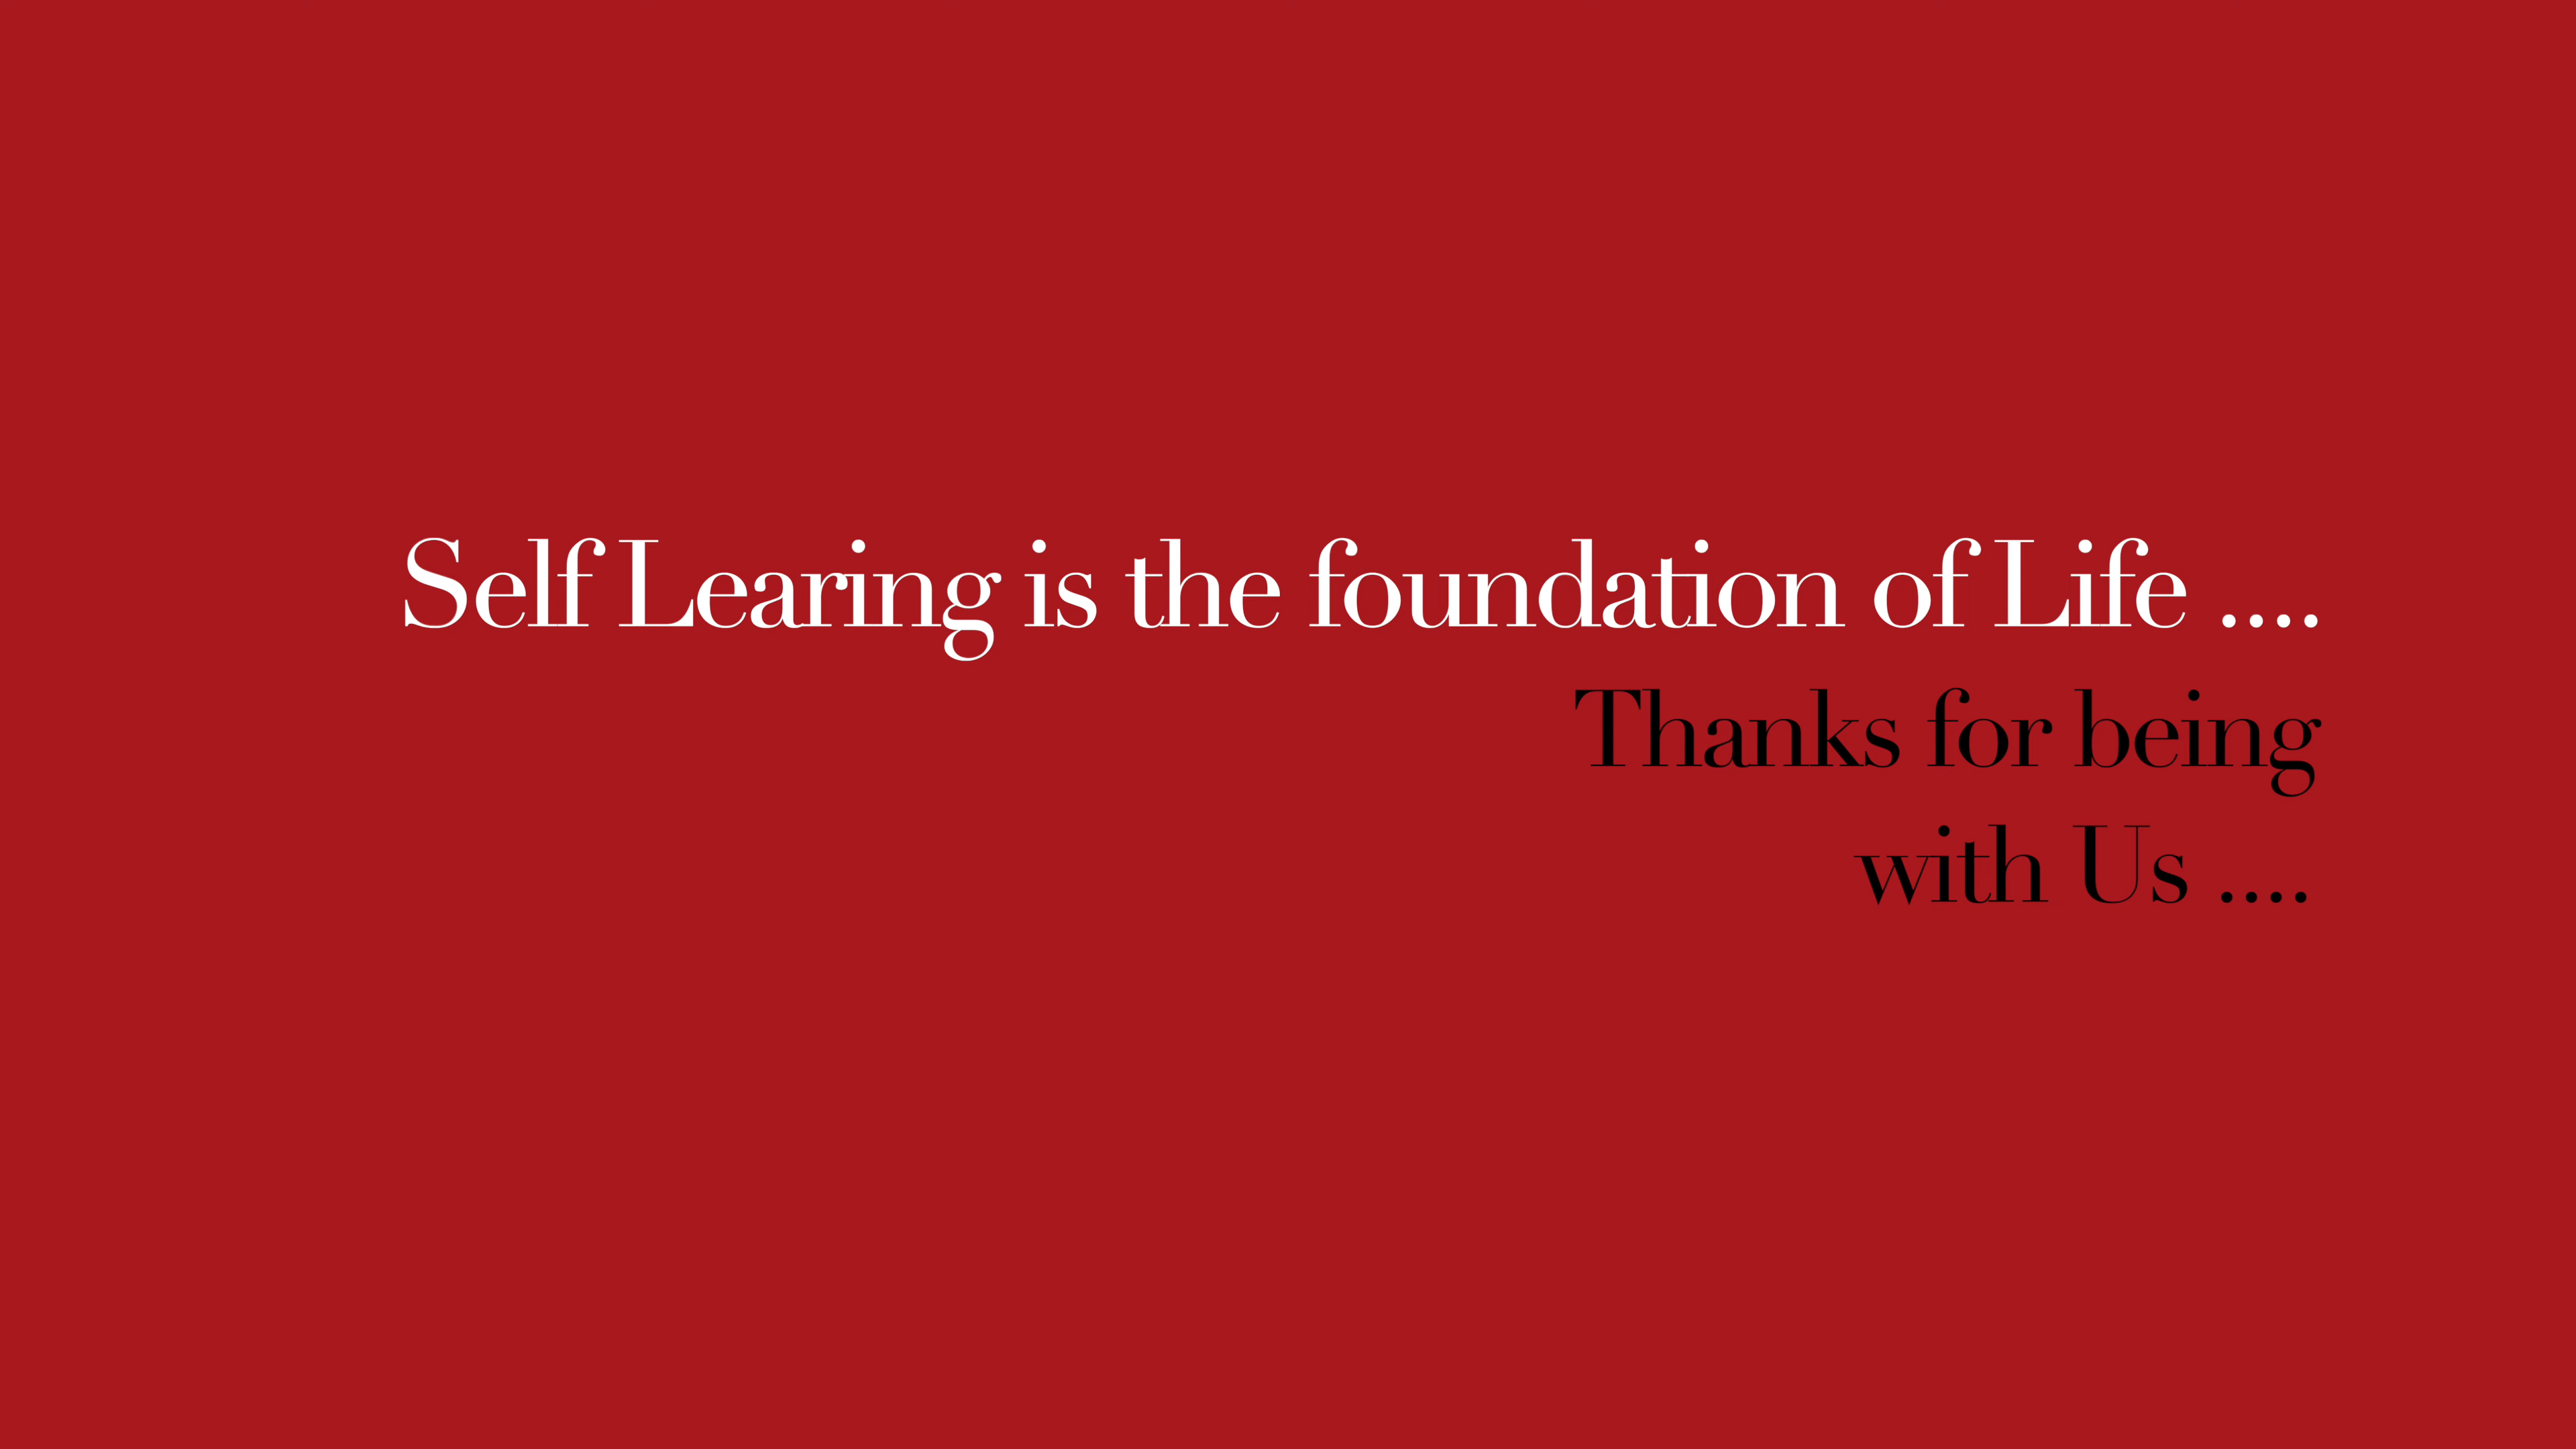 Self Learing is the foundation of Life ....
Thanks for being
with Us ....